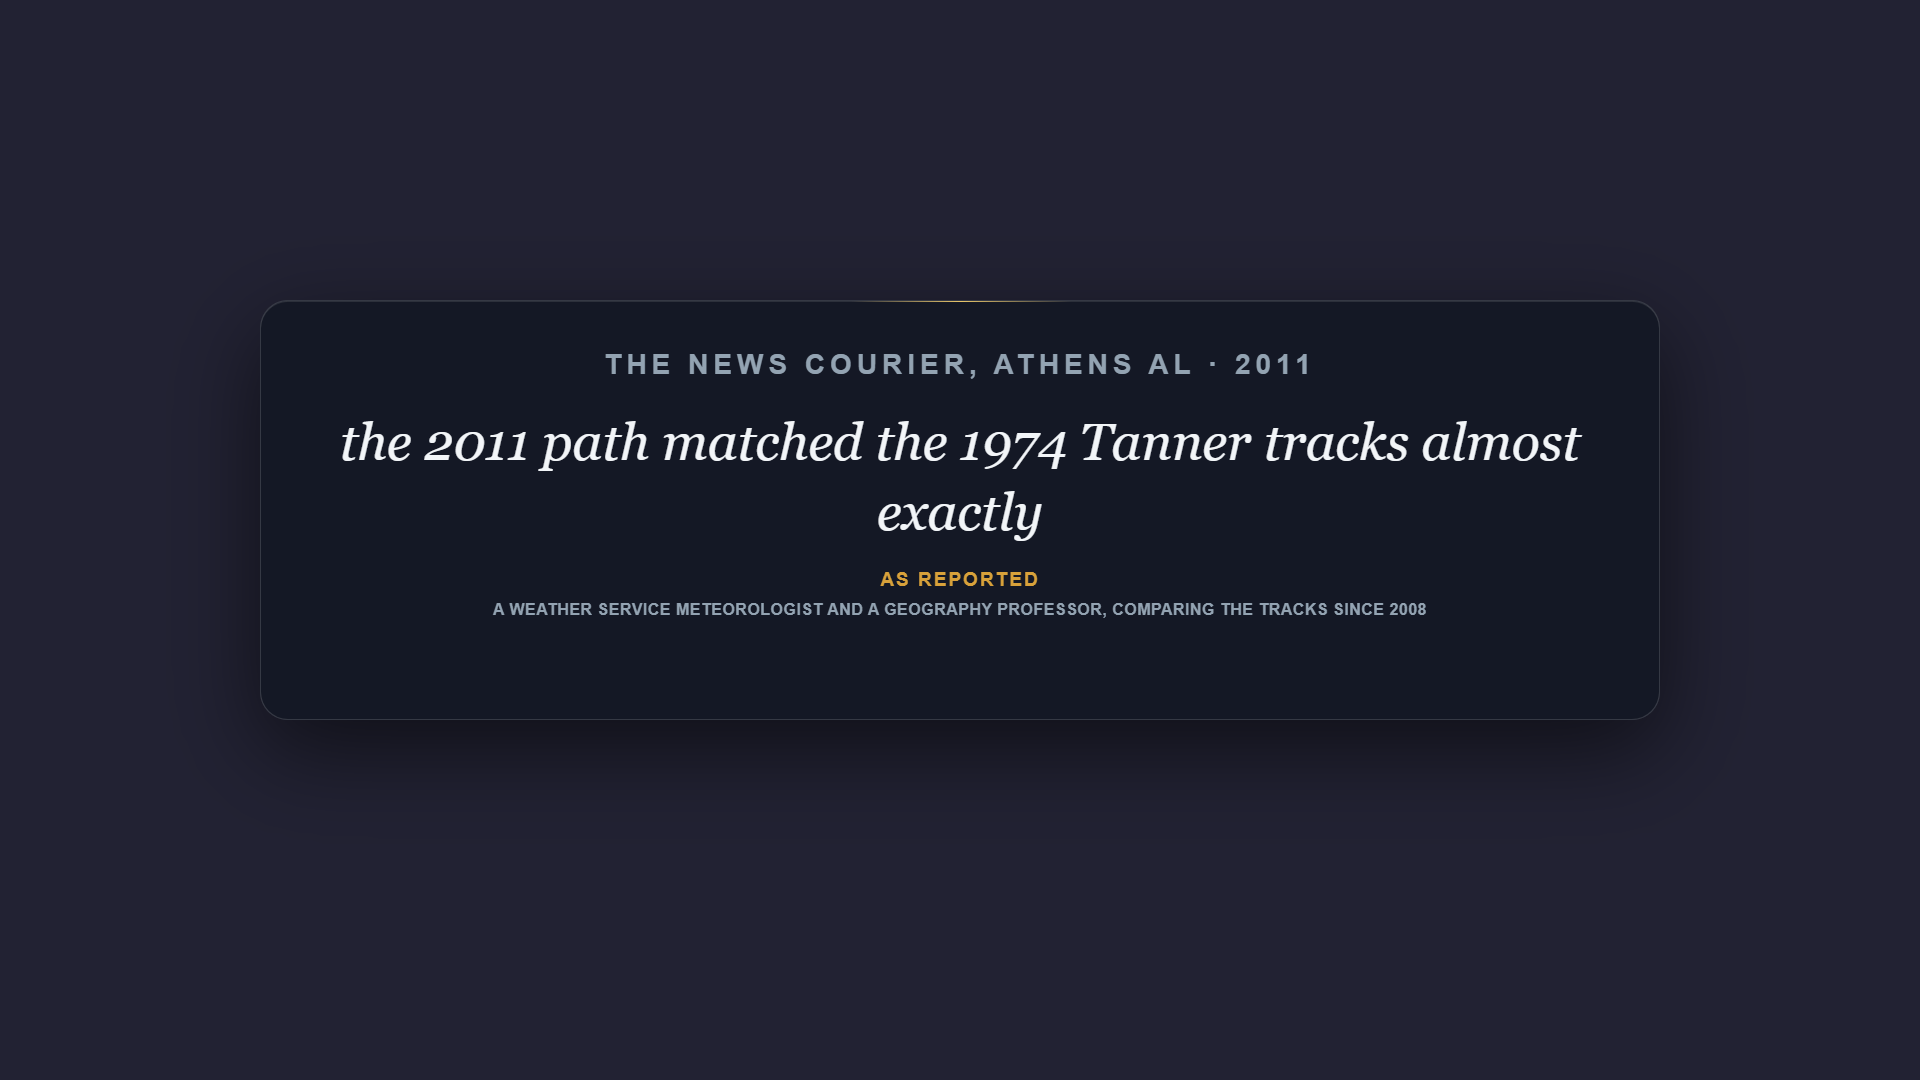 THE NEWS COURIER, ATHENS AL · 2011
the 2011 path matched the 1974 Tanner tracks almost
exactly
AS REPORTED
A WEATHER SERVICE METEOROLOGIST AND A GEOGRAPHY PROFESSOR, COMPARING THE TRACKS SINCE 2008